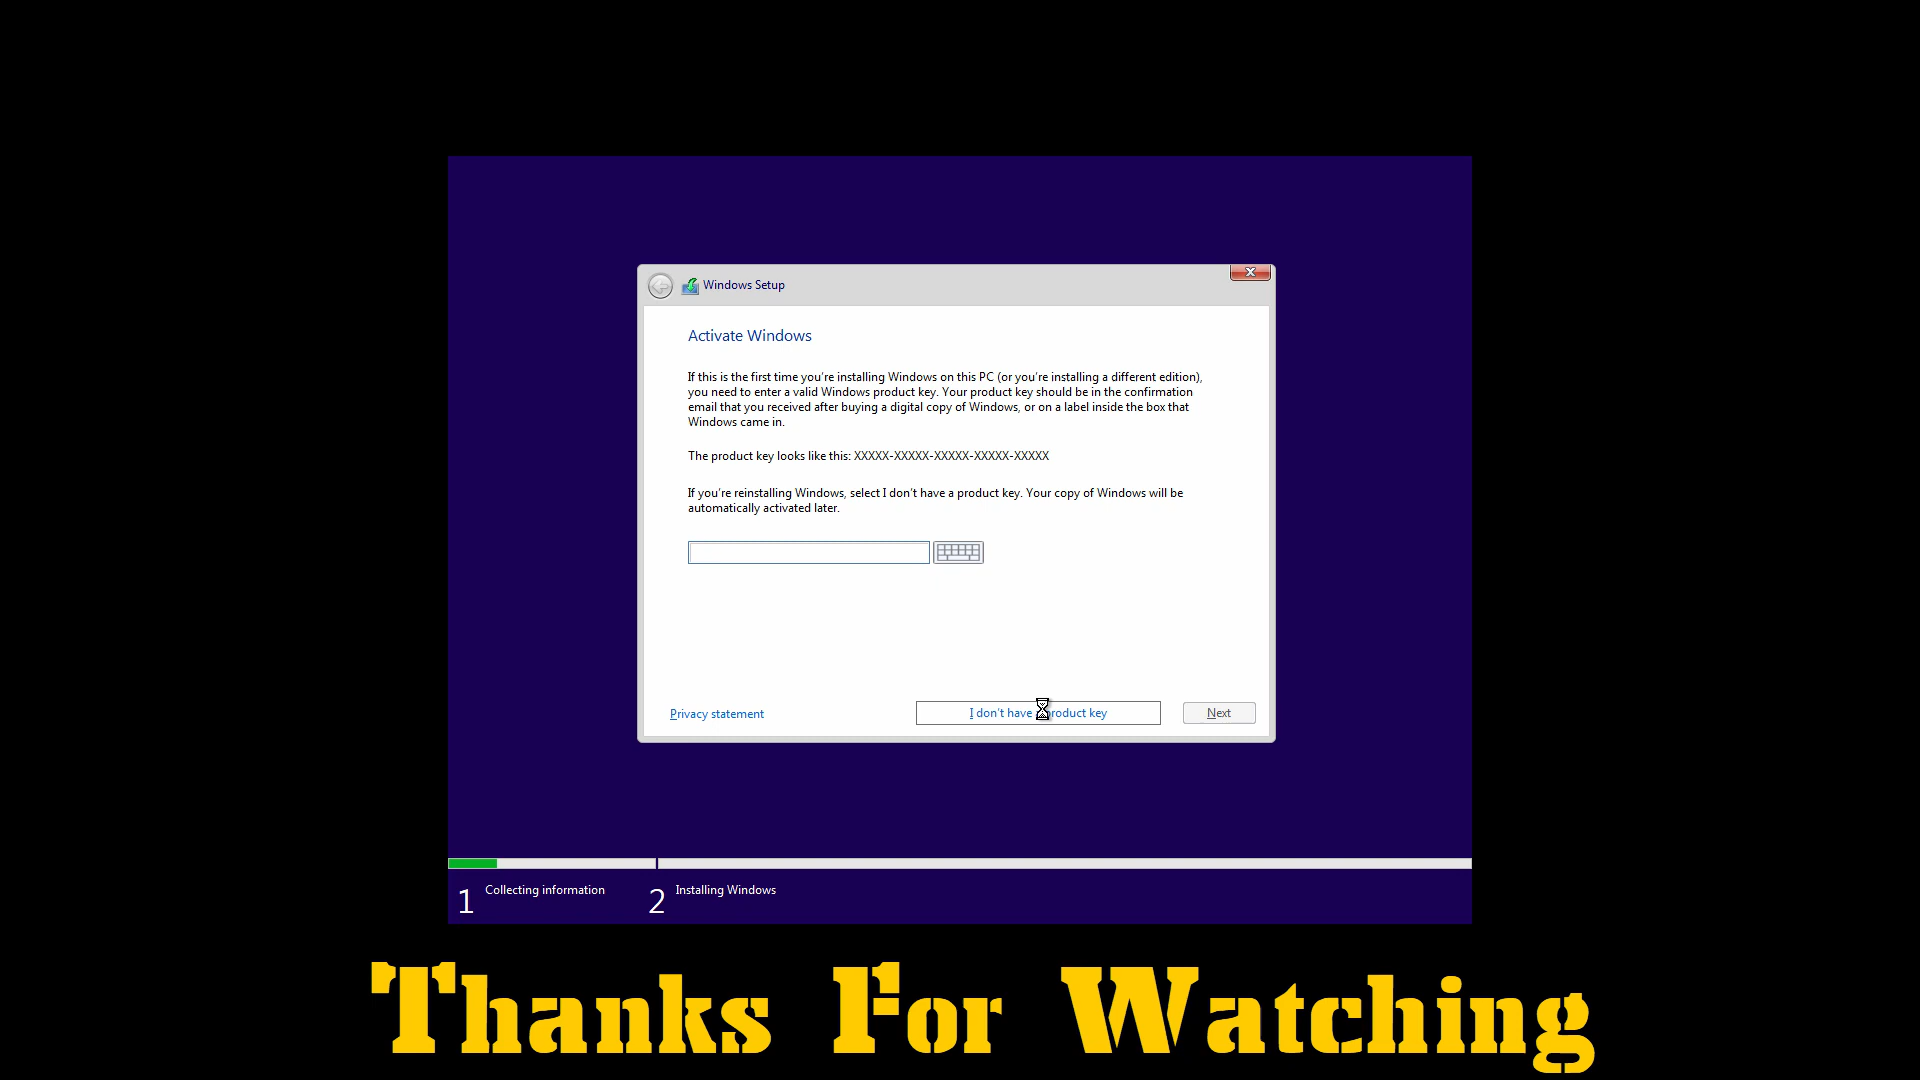 Windows Setup
Activate Windows
If this is the first time you're installing Windows on this PC (or you're installing a different edition),
you need to enter a valid Windows product key. Your product key should be in the confirmation
email that you received after buying a digital copy of Windows, or on a label inside the box that
Windows came in.
The product key looks like this: XXXXX-XXXXX-XXXXX-XXXXX-XXXXX
If you're reinstalling Windows, select I don't have a product key. Your copy of Windows will be
automatically activated later.
Privacy statement
I don't have product key
Next
1 Collecting information
2 Installing Windows
Thanks For Watching